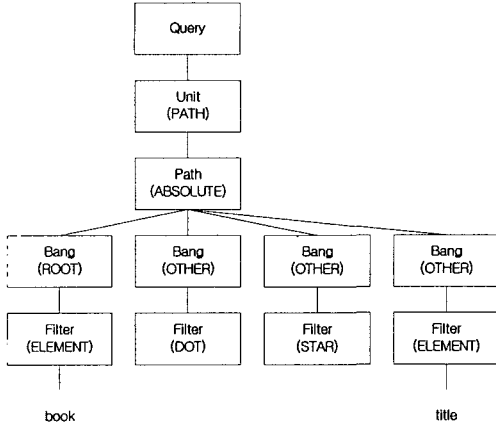 Query
Unit
(PATH)
Path
(ABSOLUTE)
Bang
(ROOT)
Bang
(OTHER)
Bang
(OTHER)
Bang
(OTHER)
Filter
(ELEMENT)
Filter
(DOT)
Filter
(STAR)
Filter
(ELEMENT)
book
title